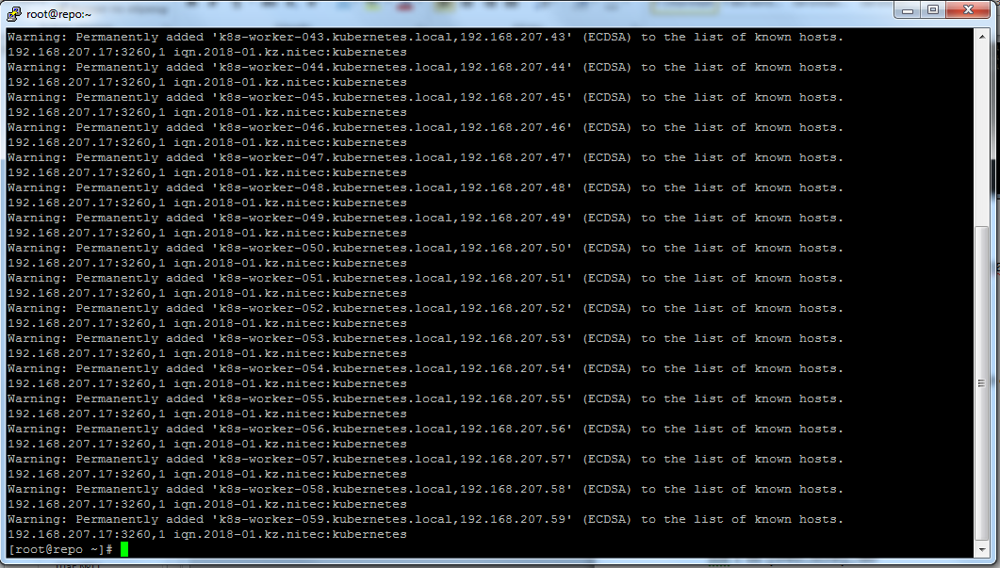 root@repo:~
Warning: Permanently added 'k8s-worker-043.kubernetes.local,192.168.207.43' (ECDSA) to the list of known hosts.
192.168.207.17:3260,1 iqn.2018-01.kz.nitec:kubernetes
Warning: Permanently added 'k8s-worker-044.kubernetes.local,192.168.207.44' (ECDSA) to the list of known hosts.
192.168.207.17:3260,1 iqn.2018-01.kz.nitec:kubernetes
Warning: Permanently added 'k8s-worker-045.kubernetes.local,192.168.207.45' (ECDSA) to the list of known hosts.
192.168.207.17:3260,1 iqn.2018-01.kz.nitec:kubernetes
Warning: Permanently added 'k8s-worker-046.kubernetes.local,192.168.207.46' (ECDSA) to the list of known hosts.
192.168.207.17:3260,1 iqn.2018-01.kz.nitec:kubernetes
Warning: Permanently added 'k8s-worker-047.kubernetes.local,192.168.207.47' (ECDSA) to the list of known hosts.
192.168.207.17:3260,1 iqn.2018-01.kz.nitec:kubernetes
Warning: Permanently added 'k8s-worker-048.kubernetes.local,192.168.207.48' (ECDSA) to the list of known hosts.
192.168.207.17:3260,1 iqn.2018-01.kz.nitec:kubernetes
Warning: Permanently added 'k8s-worker-049.kubernetes.local,192.168.207.49' (ECDSA) to the list of known hosts.
192.168.207.17:3260,1 iqn.2018-01.kz.nitec:kubernetes
Warning: Permanently added 'k8s-worker-050.kubernetes.local,192.168.207.50' (ECDSA) to the list of known hosts.
192.168.207.17:3260,1 iqn.2018-01.kz.nitec:kubernetes
Warning: Permanently added 'k8s-worker-051.kubernetes.local,192.168.207.51' (ECDSA) to the list of known hosts.
192.168.207.17:3260,1 iqn.2018-01.kz.nitec:kubernetes
Warning: Permanently added 'k8s-worker-052.kubernetes.local,192.168.207.52' (ECDSA) to the list of known hosts.
192.168.207.17:3260,1 iqn.2018-01.kz.nitec:kubernetes
Warning: Permanently added 'k8s-worker-053.kubernetes.local,192.168.207.53' (ECDSA) to the list of known hosts.
192.168.207.17:3260,1 iqn.2018-01.kz.nitec:kubernetes
Warning: Permanently added 'k8s-worker-054.kubernetes.local,192.168.207.54' (ECDSA) to the list of known hosts.
192.168.207.17:3260,1 iqn.2018-01.kz.nitec:kubernetes
Warning: Permanently added 'k8s-worker-055.kubernetes.local,192.168.207.55' (ECDSA) to the list of known hosts.
192.168.207.17:3260,1 iqn.2018-01.kz.nitec:kubernetes
Warning: Permanently added 'k8s-worker-056.kubernetes.local,192.168.207.56' (ECDSA) to the list of known hosts.
192.168.207.17:3260,1 iqn.2018-01.kz.nitec:kubernetes
Warning: Permanently added 'k8s-worker-057.kubernetes.local,192.168.207.57' (ECDSA) to the list of known hosts.
192.168.207.17:3260,1 iqn.2018-01.kz.nitec:kubernetes
Warning: Permanently added 'k8s-worker-058.kubernetes.local,192.168.207.58' (ECDSA) to the list of known hosts.
192.168.207.17:3260,1 iqn.2018-01.kz.nitec:kubernetes
Warning: Permanently added 'k8s-worker-059.kubernetes.local,192.168.207.59' (ECDSA) to the list of known hosts.
192.168.207.17:3260,1 iqn.2018-01.kz.nitec:kubernetes
[root@repo ~]#